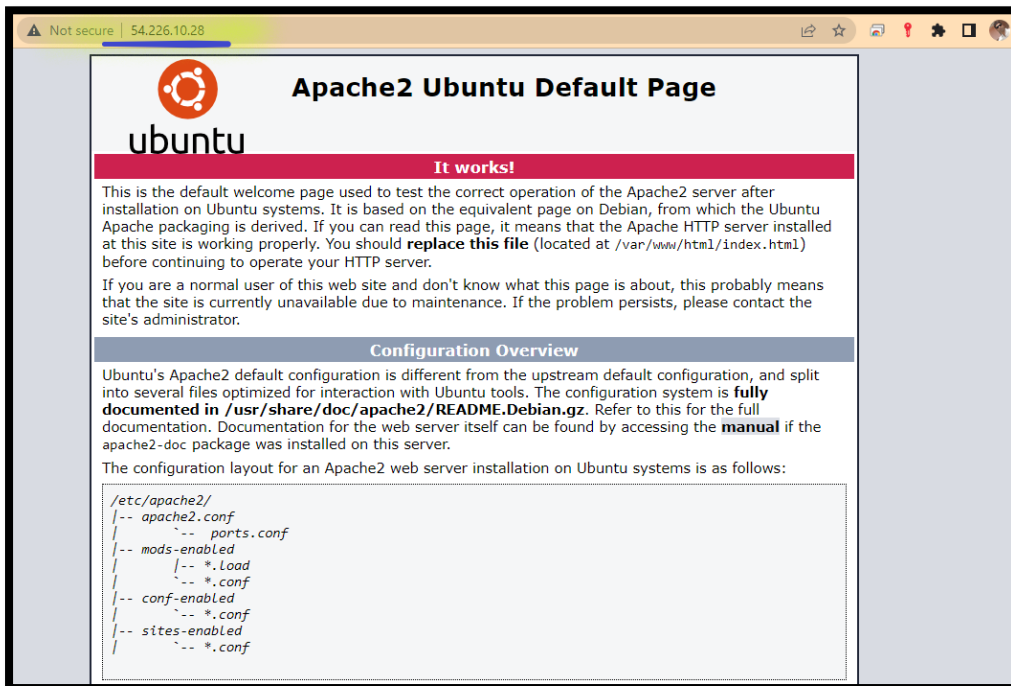 Not secure | 54.226.10.28
ubuntu
Apache2 Ubuntu Default Page
It works!
This is the default welcome page used to test the correct operation of the Apache2 server after
installation on Ubuntu systems. It is based on the equivalent page on Debian, from which the Ubuntu
Apache packaging is derived. If you can read this page, it means that the Apache HTTP server installed
at this site is working properly. You should replace this file (located at /var/www/html/index.html)
before continuing to operate your HTTP server.
If you are a normal user of this web site and don't know what this page is about, this probably means
that the site is currently unavailable due to maintenance. If the problem persists, please contact the
site's administrator.
Configuration Overview
Ubuntu's Apache2 default configuration is different from the upstream default configuration, and split
into several files optimized for interaction with Ubuntu tools. The configuration system is fully
documented in /usr/share/doc/apache2/README.Debian.gz. Refer to this for the full
documentation. Documentation for the web server itself can be found by accessing the manual if the
apache2-doc package was installed on this server.
The configuration layout for an Apache2 web server installation on Ubuntu systems is as follows:
/etc/apache2/
|-- apache2.conf
|       `--  ports.conf
|-- mods-enabled
|       |-- *.load
|       `-- *.conf
|-- conf-enabled
|       `-- *.conf
|-- sites-enabled
|       `-- *.conf